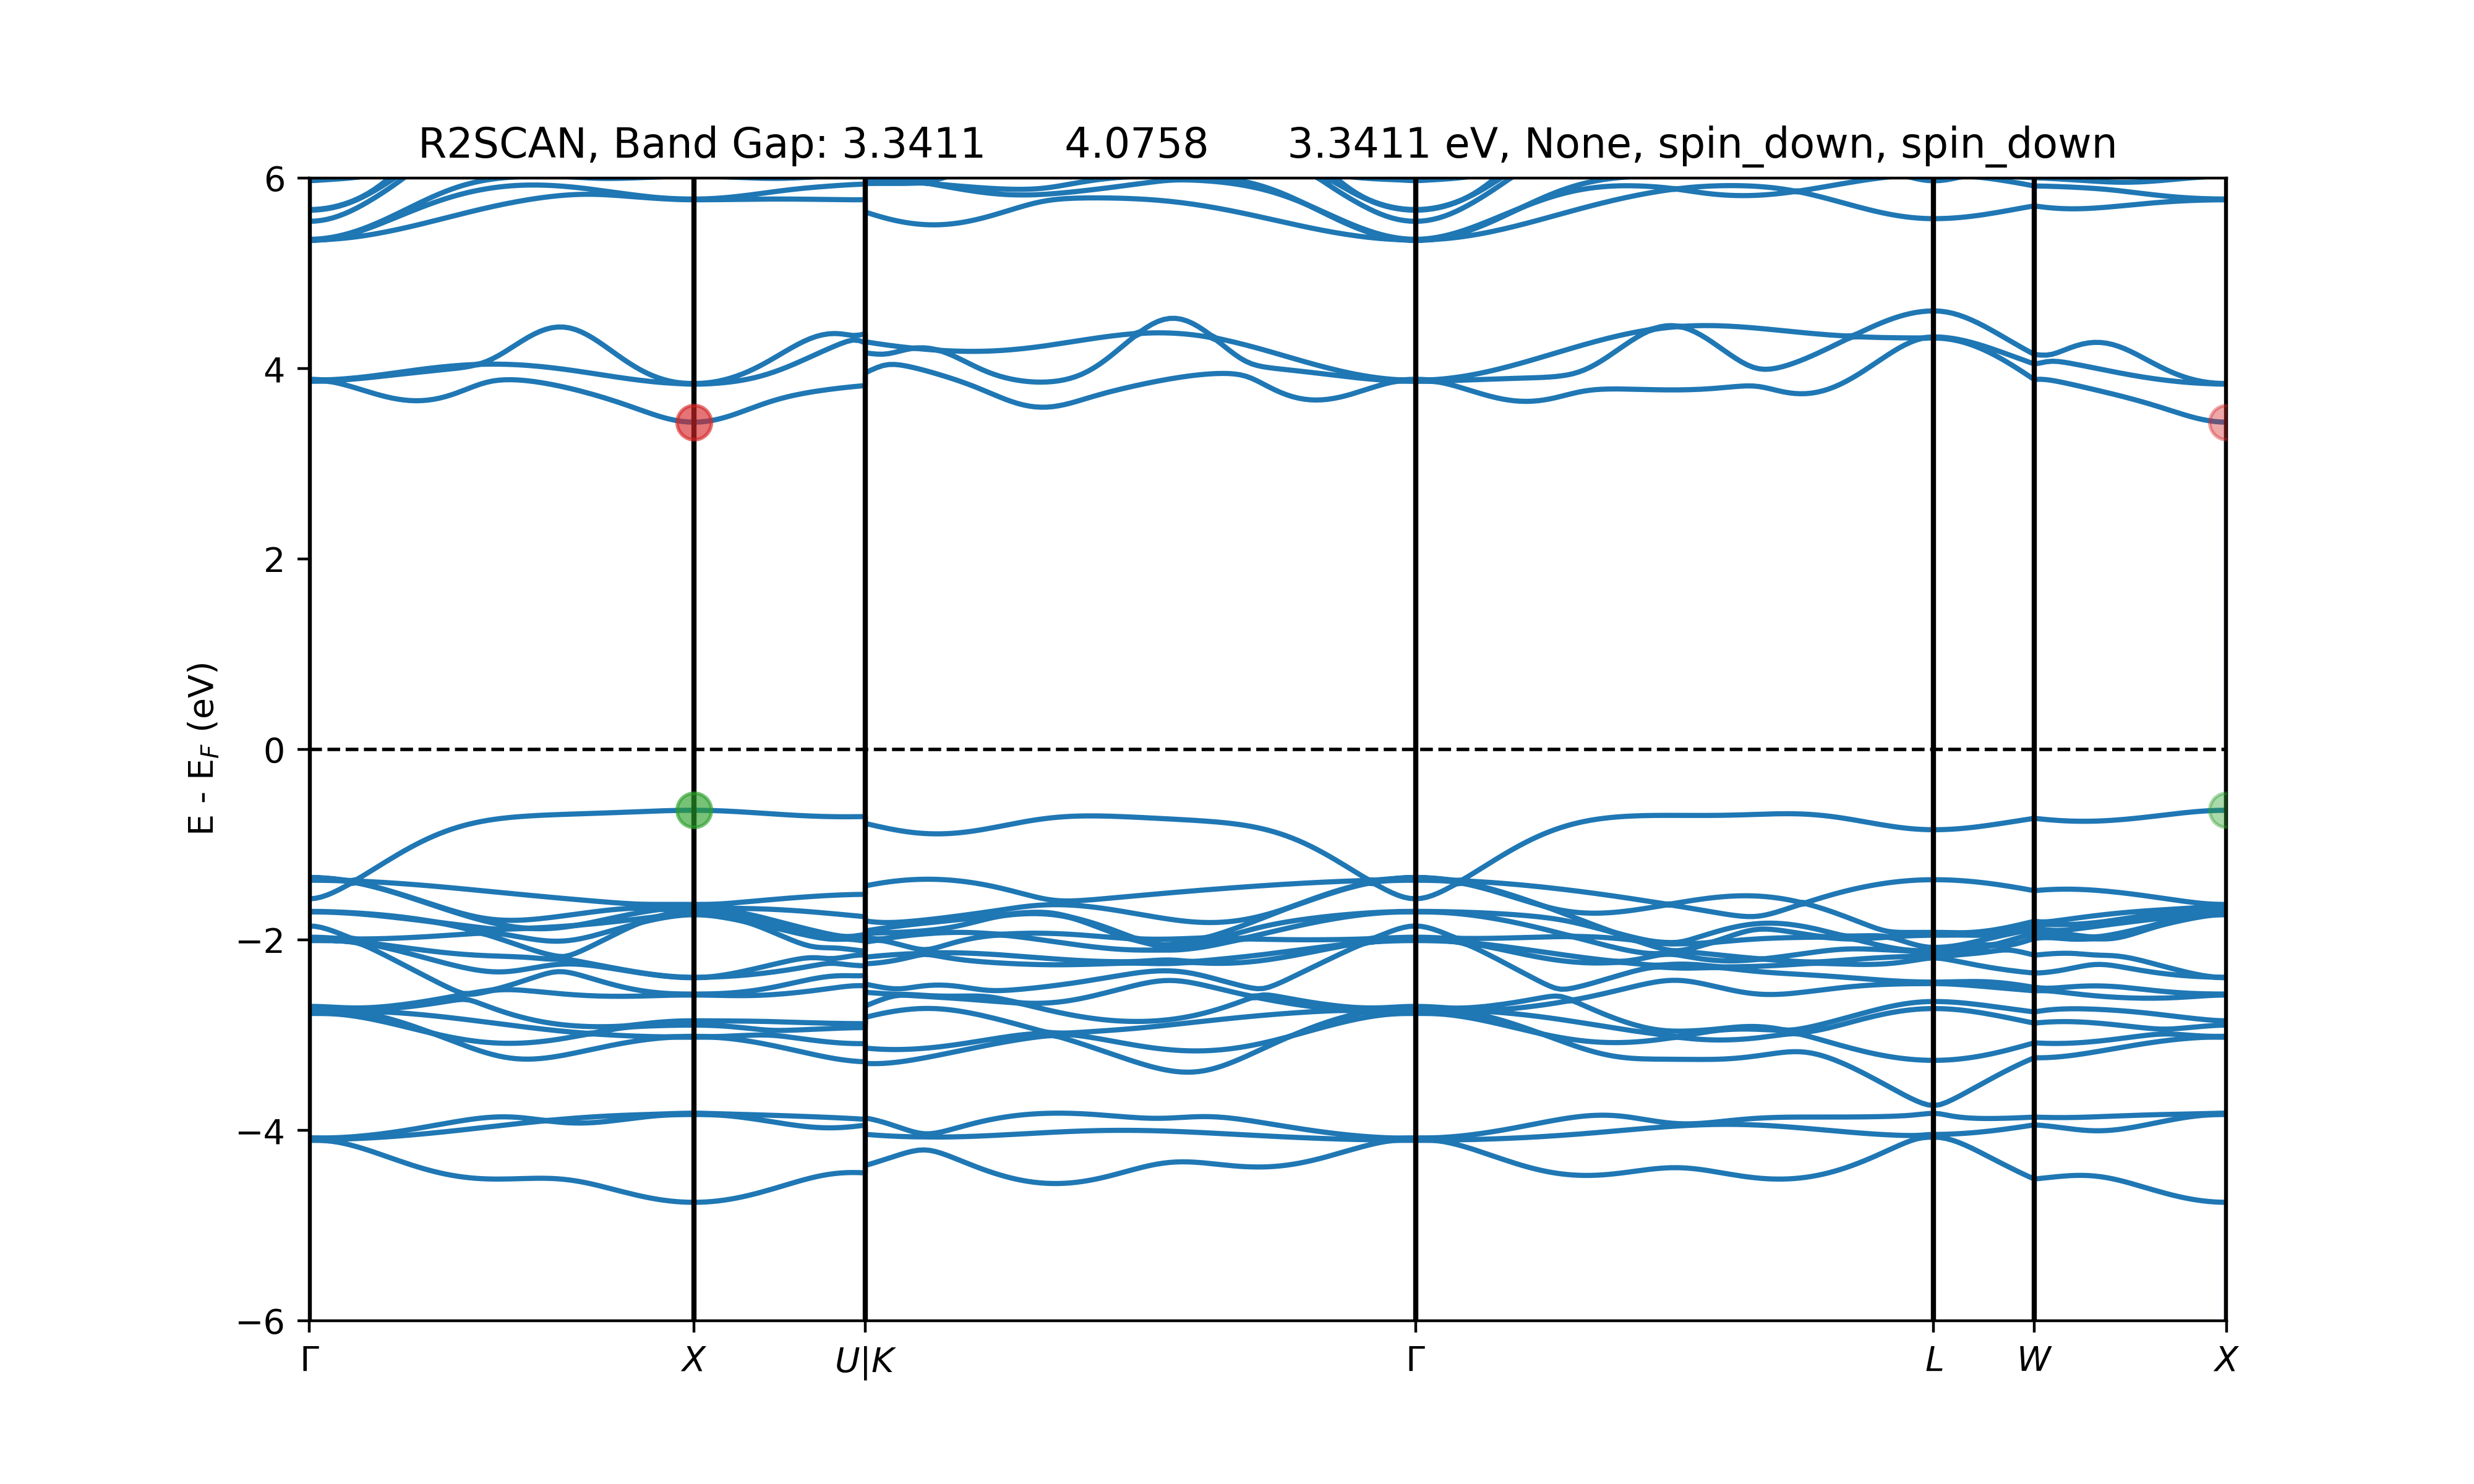 R2SCAN, Band Gap: 3.3411 4.0758 3.3411 eV, None, spin_down, spin_down
6
4
2
0
−2
−4
−6
E - E_F (eV)
Γ X U|K Γ L W X